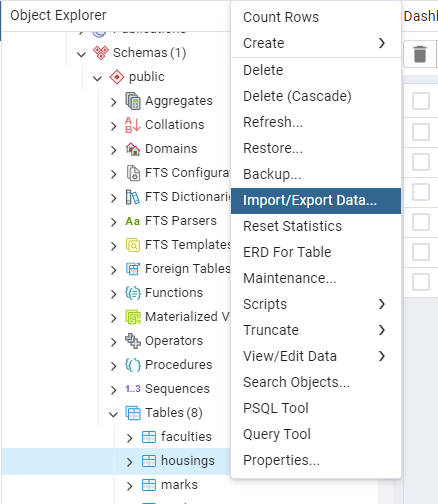 Object Explorer
Publications
Schemas (1)
public
Aggregates
Collations
Domains
FTS Configura
FTS Dictionarie
FTS Parsers
FTS Templates
Foreign Tables
Functions
Materialized V
Operators
Procedures
Sequences
Tables (8)
faculties
housings
marks
Count Rows
Create
Delete
Delete (Cascade)
Refresh...
Restore...
Backup...
Import/Export Data...
Reset Statistics
ERD For Table
Maintenance...
Scripts
Truncate
View/Edit Data
Search Objects...
PSQL Tool
Query Tool
Properties...
Dashl